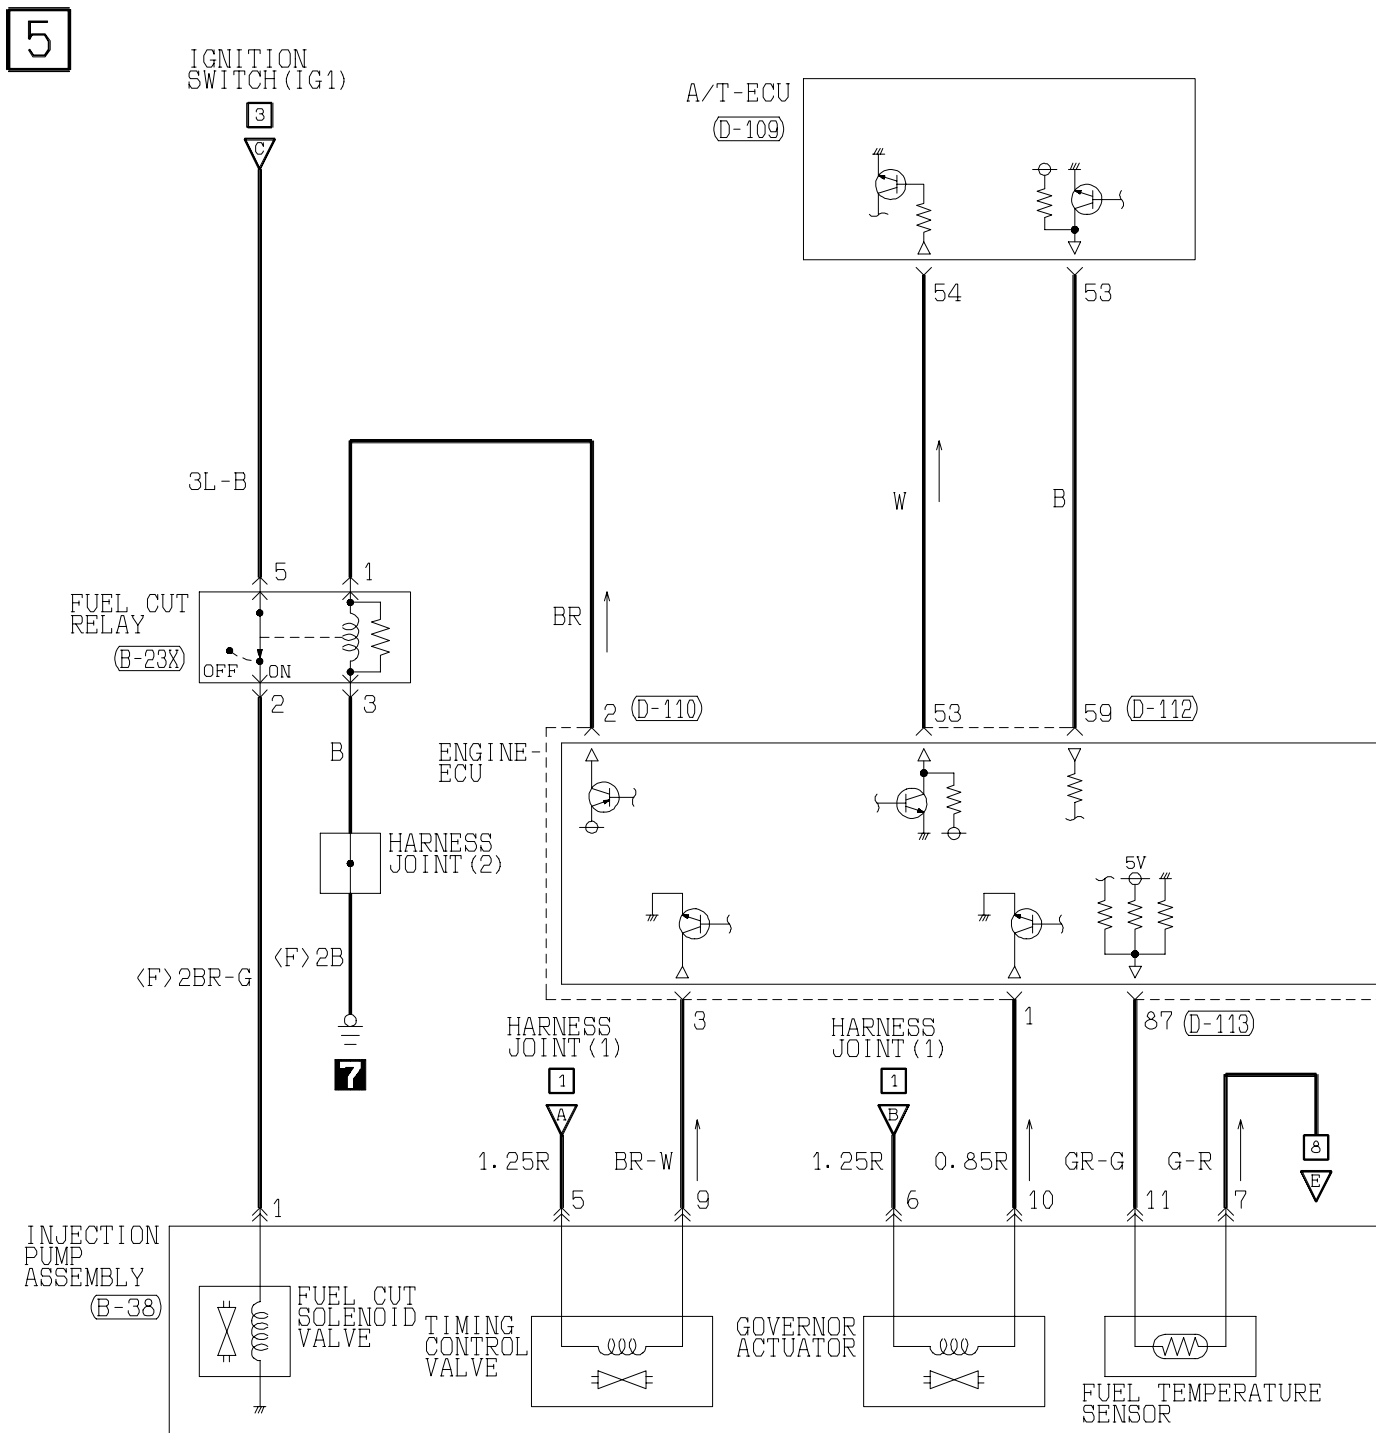 5
IGNITION
SWITCH(IG1)
3
C
A/T-ECU
(D-109)
54
53
3L-B
W
B
5
1
FUEL CUT
RELAY
(B-23X)
OFF
ON
BR
2
3
2
(D-110)
53
59
(D-112)
B
ENGINE-
ECU
HARNESS
JOINT(2)
5V
<F>2BR-G
<F>2B
7
3
1
87
(D-113)
HARNESS
JOINT(1)
1
A
HARNESS
JOINT(1)
1
B
8
E
1.25R
BR-W
1.25R
0.85R
GR-G
G-R
1
5
9
6
10
11
7
INJECTION
PUMP
ASSEMBLY
(B-38)
FUEL CUT
SOLENOID
VALVE
TIMING
CONTROL
VALVE
GOVERNOR
ACTUATOR
FUEL TEMPERATURE
SENSOR